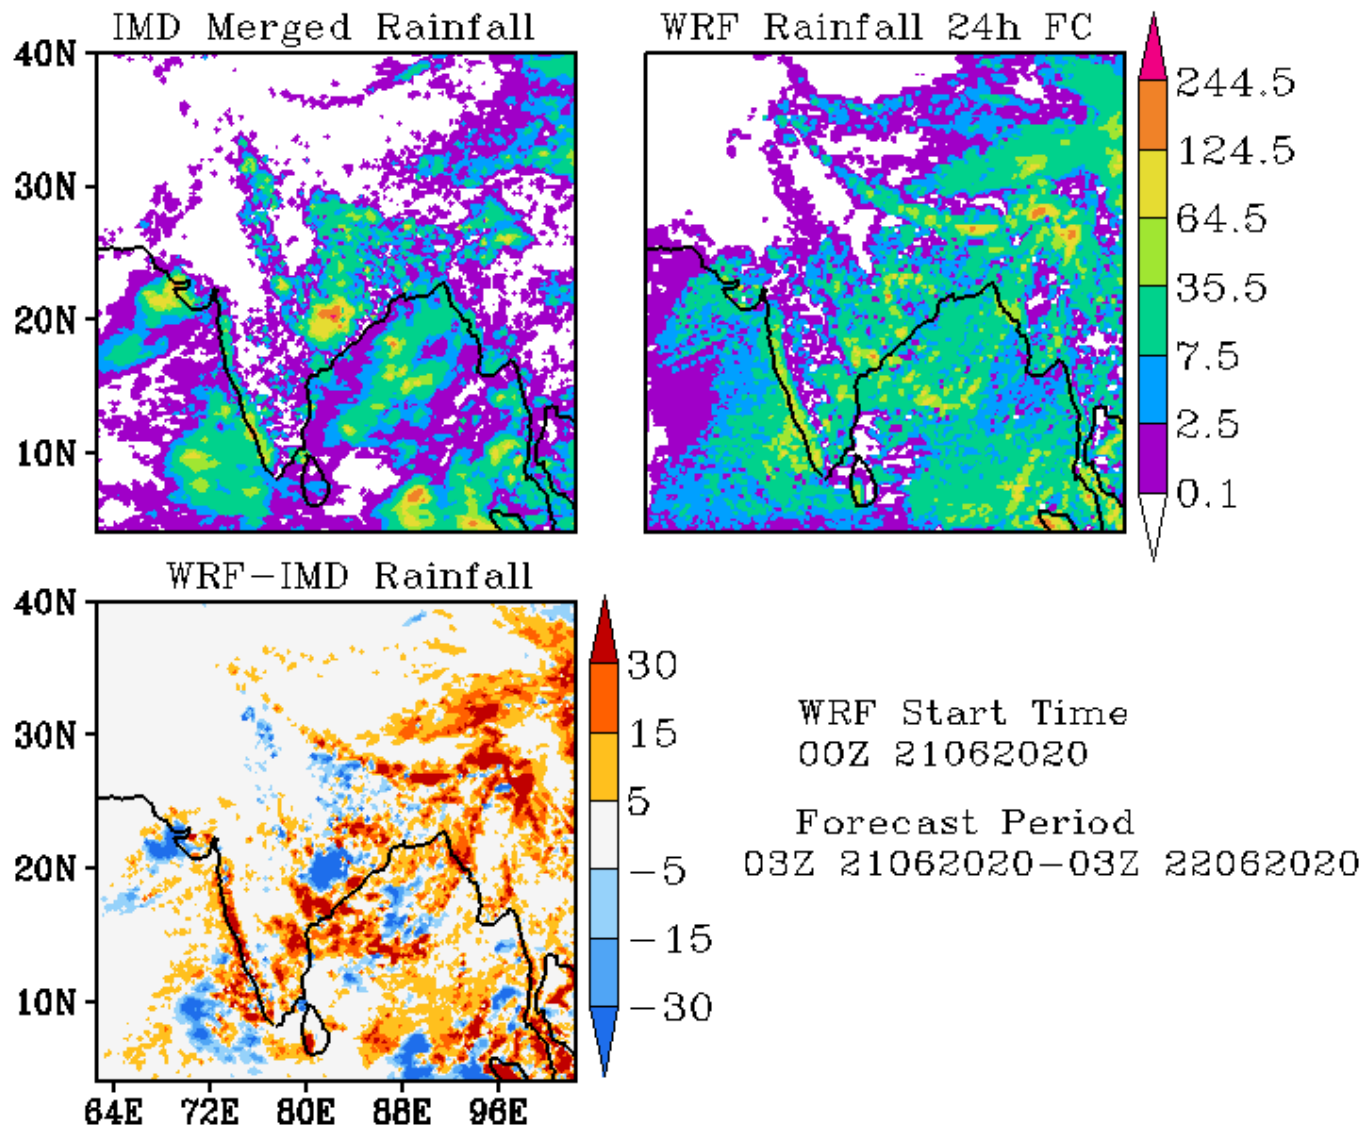 IMD Merged Rainfall
WRF Rainfall 24h FC
40N
30N
20N
10N
244.5
124.5
64.5
35.5
7.5
2.5
0.1
WRF-IMD Rainfall
40N
30N
20N
10N
64E 72E 80E 88E 96E
30
15
5
-5
-15
-30
WRF Start Time
00Z 21062020
Forecast Period
03Z 21062020-03Z 22062020